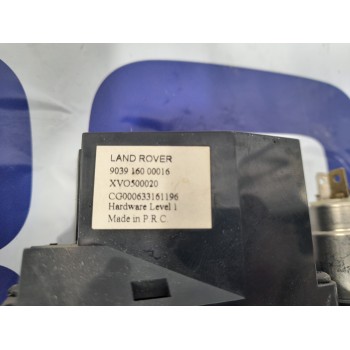 LAND ROVER
9039 160 00016
XVO500020
CG000633161196
Hardware Level 1
Made in P.R.C.